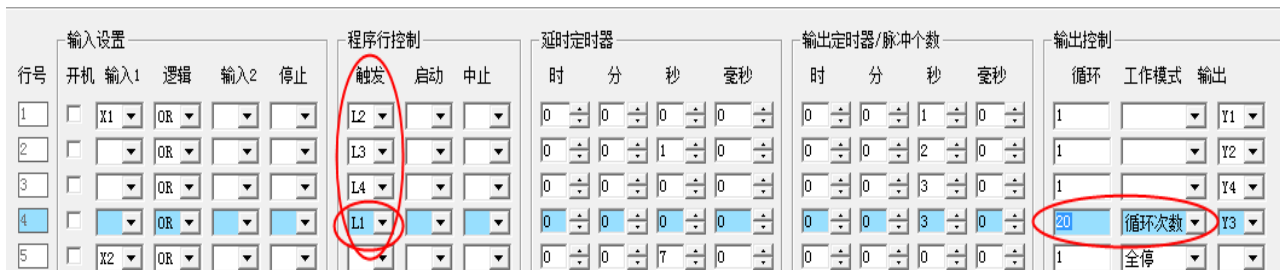 输入设置 程序行控制 延时定时器 输出定时器/脉冲个数 输出控制
行号 开机 输入1 逻辑 输入2 停止 触发 启动 中止 时 分 秒 毫秒 时 分 秒 毫秒 循环 工作模式 输出
1 X1 OR L2 0 0 0 0 0 0 1 0 1 Y1
2 OR L3 0 0 1 0 0 0 2 0 1 Y2
3 OR L4 0 0 0 0 0 0 3 0 1 Y4
4 OR L1 0 0 0 0 0 0 3 0 20 循环次数 Y3
5 X2 OR 0 0 7 0 0 0 0 0 1 全停